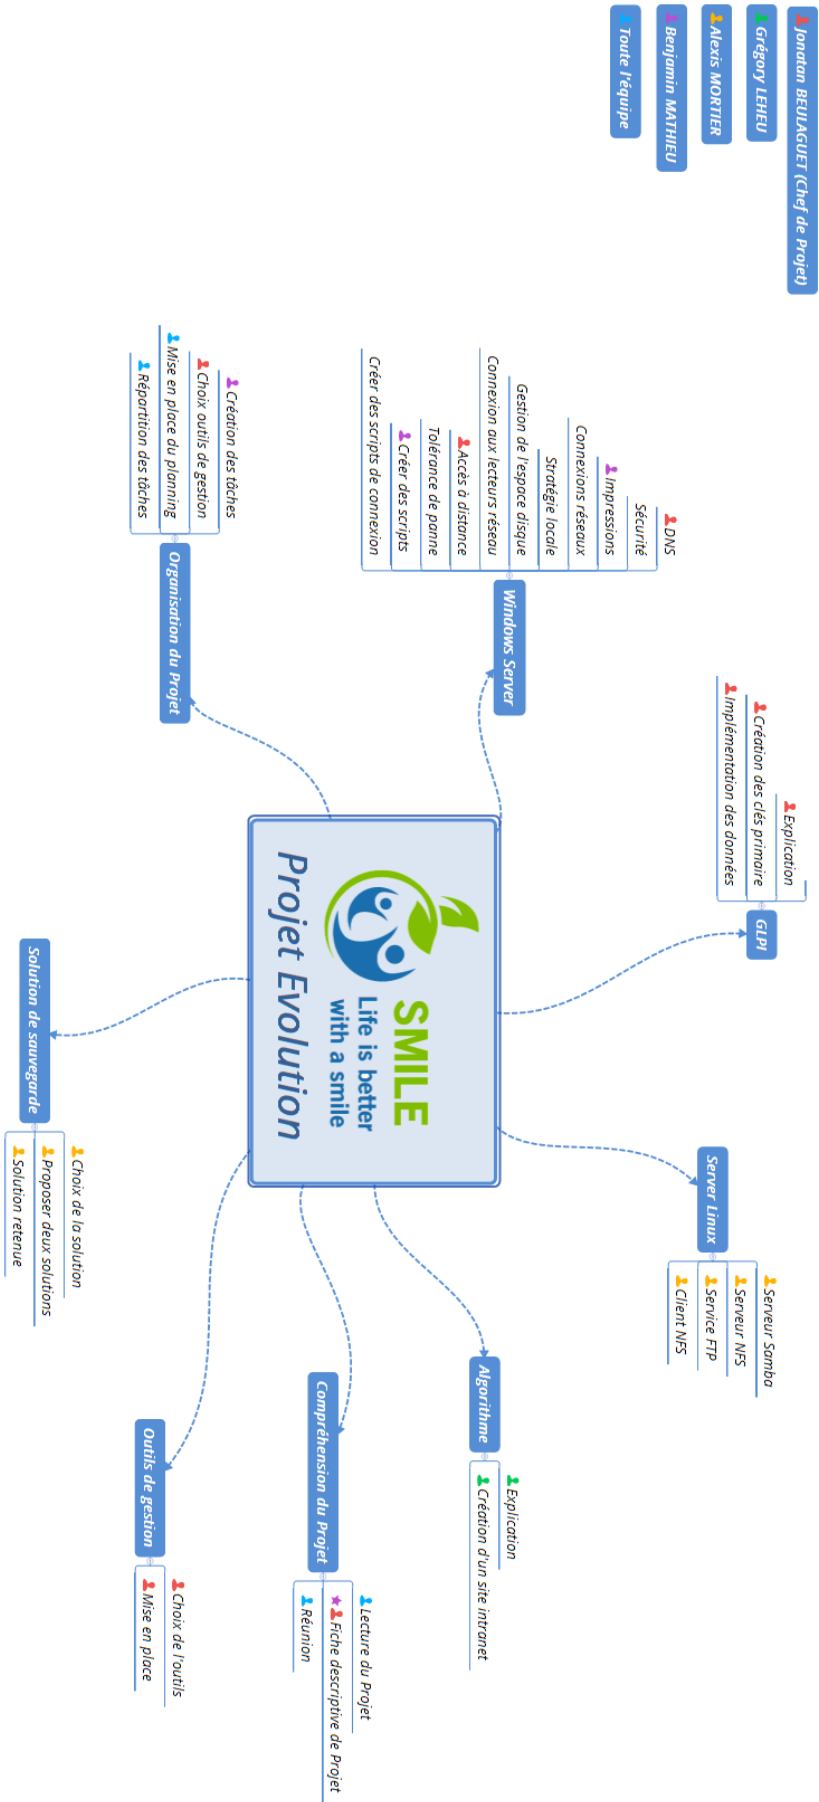 Jonatan BEULAGUET (Chef de Projet)
Grégory LEHEU
Alexis MORTIER
Benjamin MATHIEU
Toute l'équipe
DNS
Sécurité
Impressions
Connexions réseaux
Stratégie locale
Gestion de l'espace disque
Connexion aux lecteurs réseau
Accès à distance
Tolérance de panne
Créer des scripts
Créer des scripts de connexion
Windows Server
Création des tâches
Choix outils de gestion
Mise en place du planning
Répartition des tâches
Organisation du Projet
Explication
Création des clés primaire
Implémentation des données
GLPI
SMILE
Life is better
with a smile
Projet Evolution
Server Linux
Serveur Samba
Serveur NFS
Service FTP
Client NFS
Algorithme
Explication
Création d'un site intranet
Compréhension du Projet
Lecture du Projet
Fiche descriptive de Projet
Réunion
Outils de gestion
Choix de l'outils
Mise en place
Solution de sauvegarde
Choix de la solution
Proposer deux solutions
Solution retenue